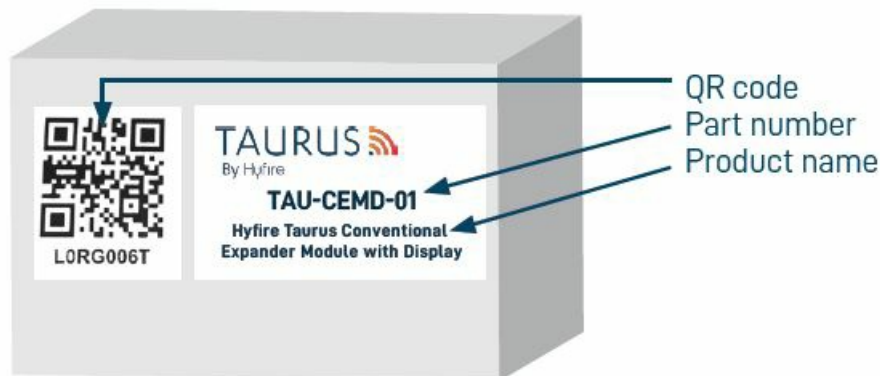 QR code
Part number
Product name
TAURUS
By Hyfire
TAU-CEMD-01
Hyfire Taurus Conventional
Expander Module with Display
L0RG006T